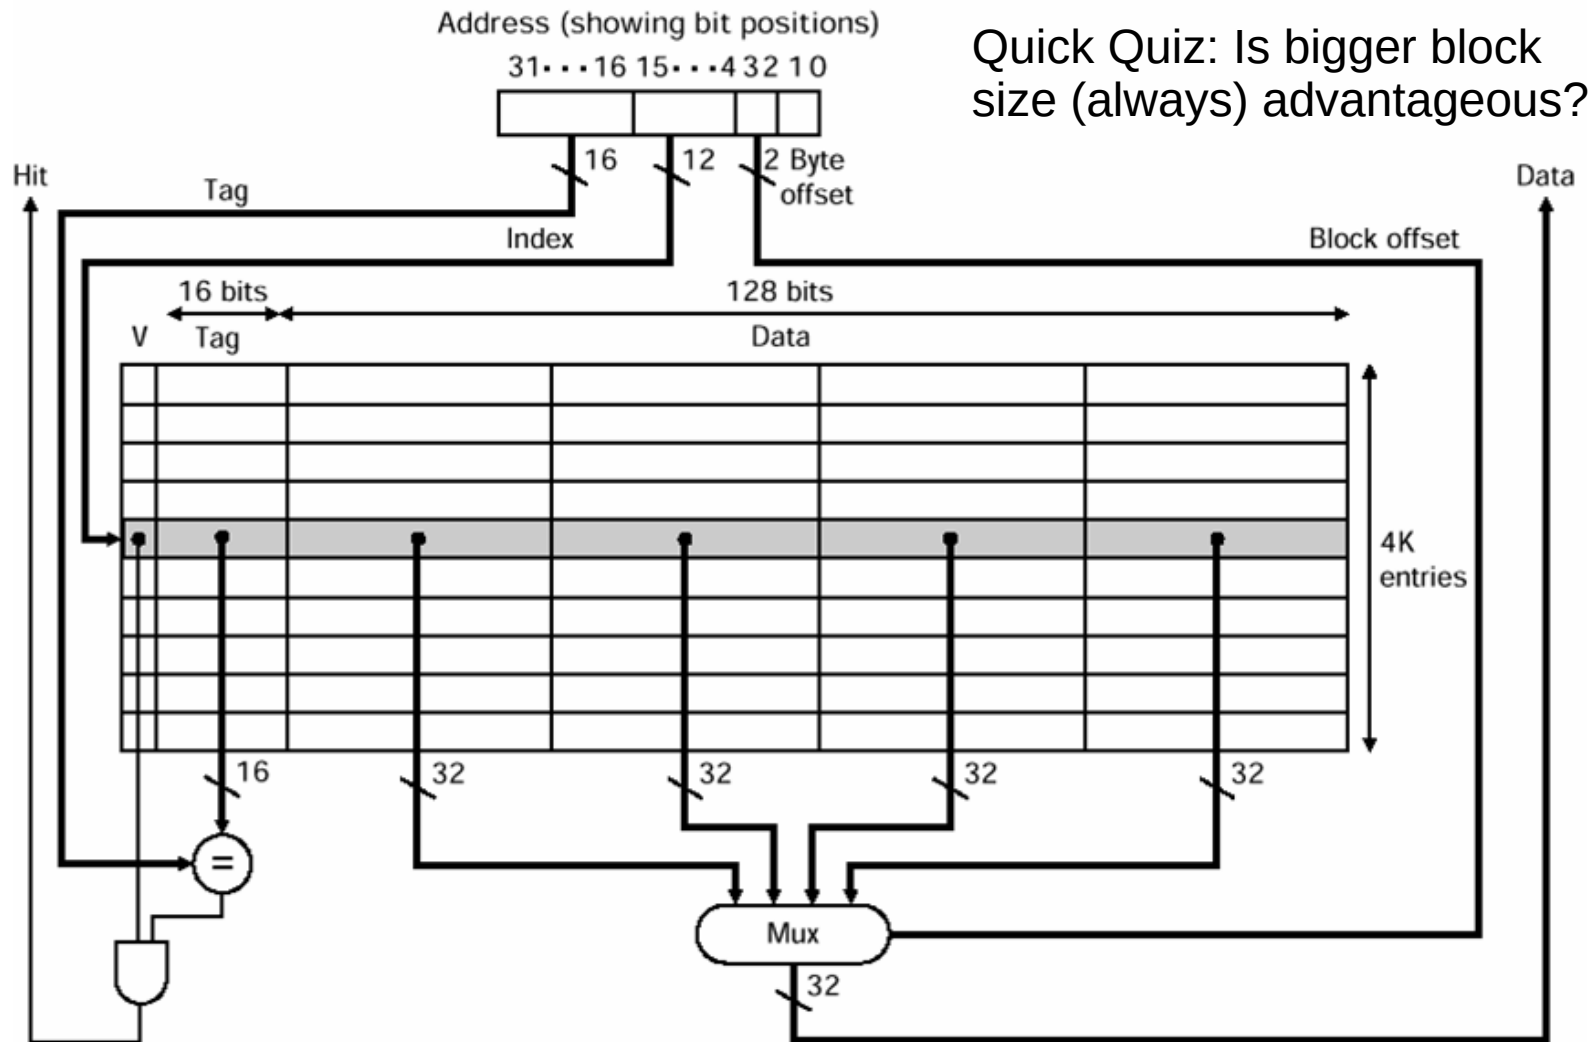 Address (showing bit positions)
31 · · · 16 15 · · · 4 3 2 1 0
Quick Quiz: Is bigger block
size (always) advantageous?
16
12
2
Byte
offset
Hit
Tag
Data
Index
Block offset
16 bits
128 bits
V
Tag
Data
4K
entries
16
32
32
32
32
=
Mux
32